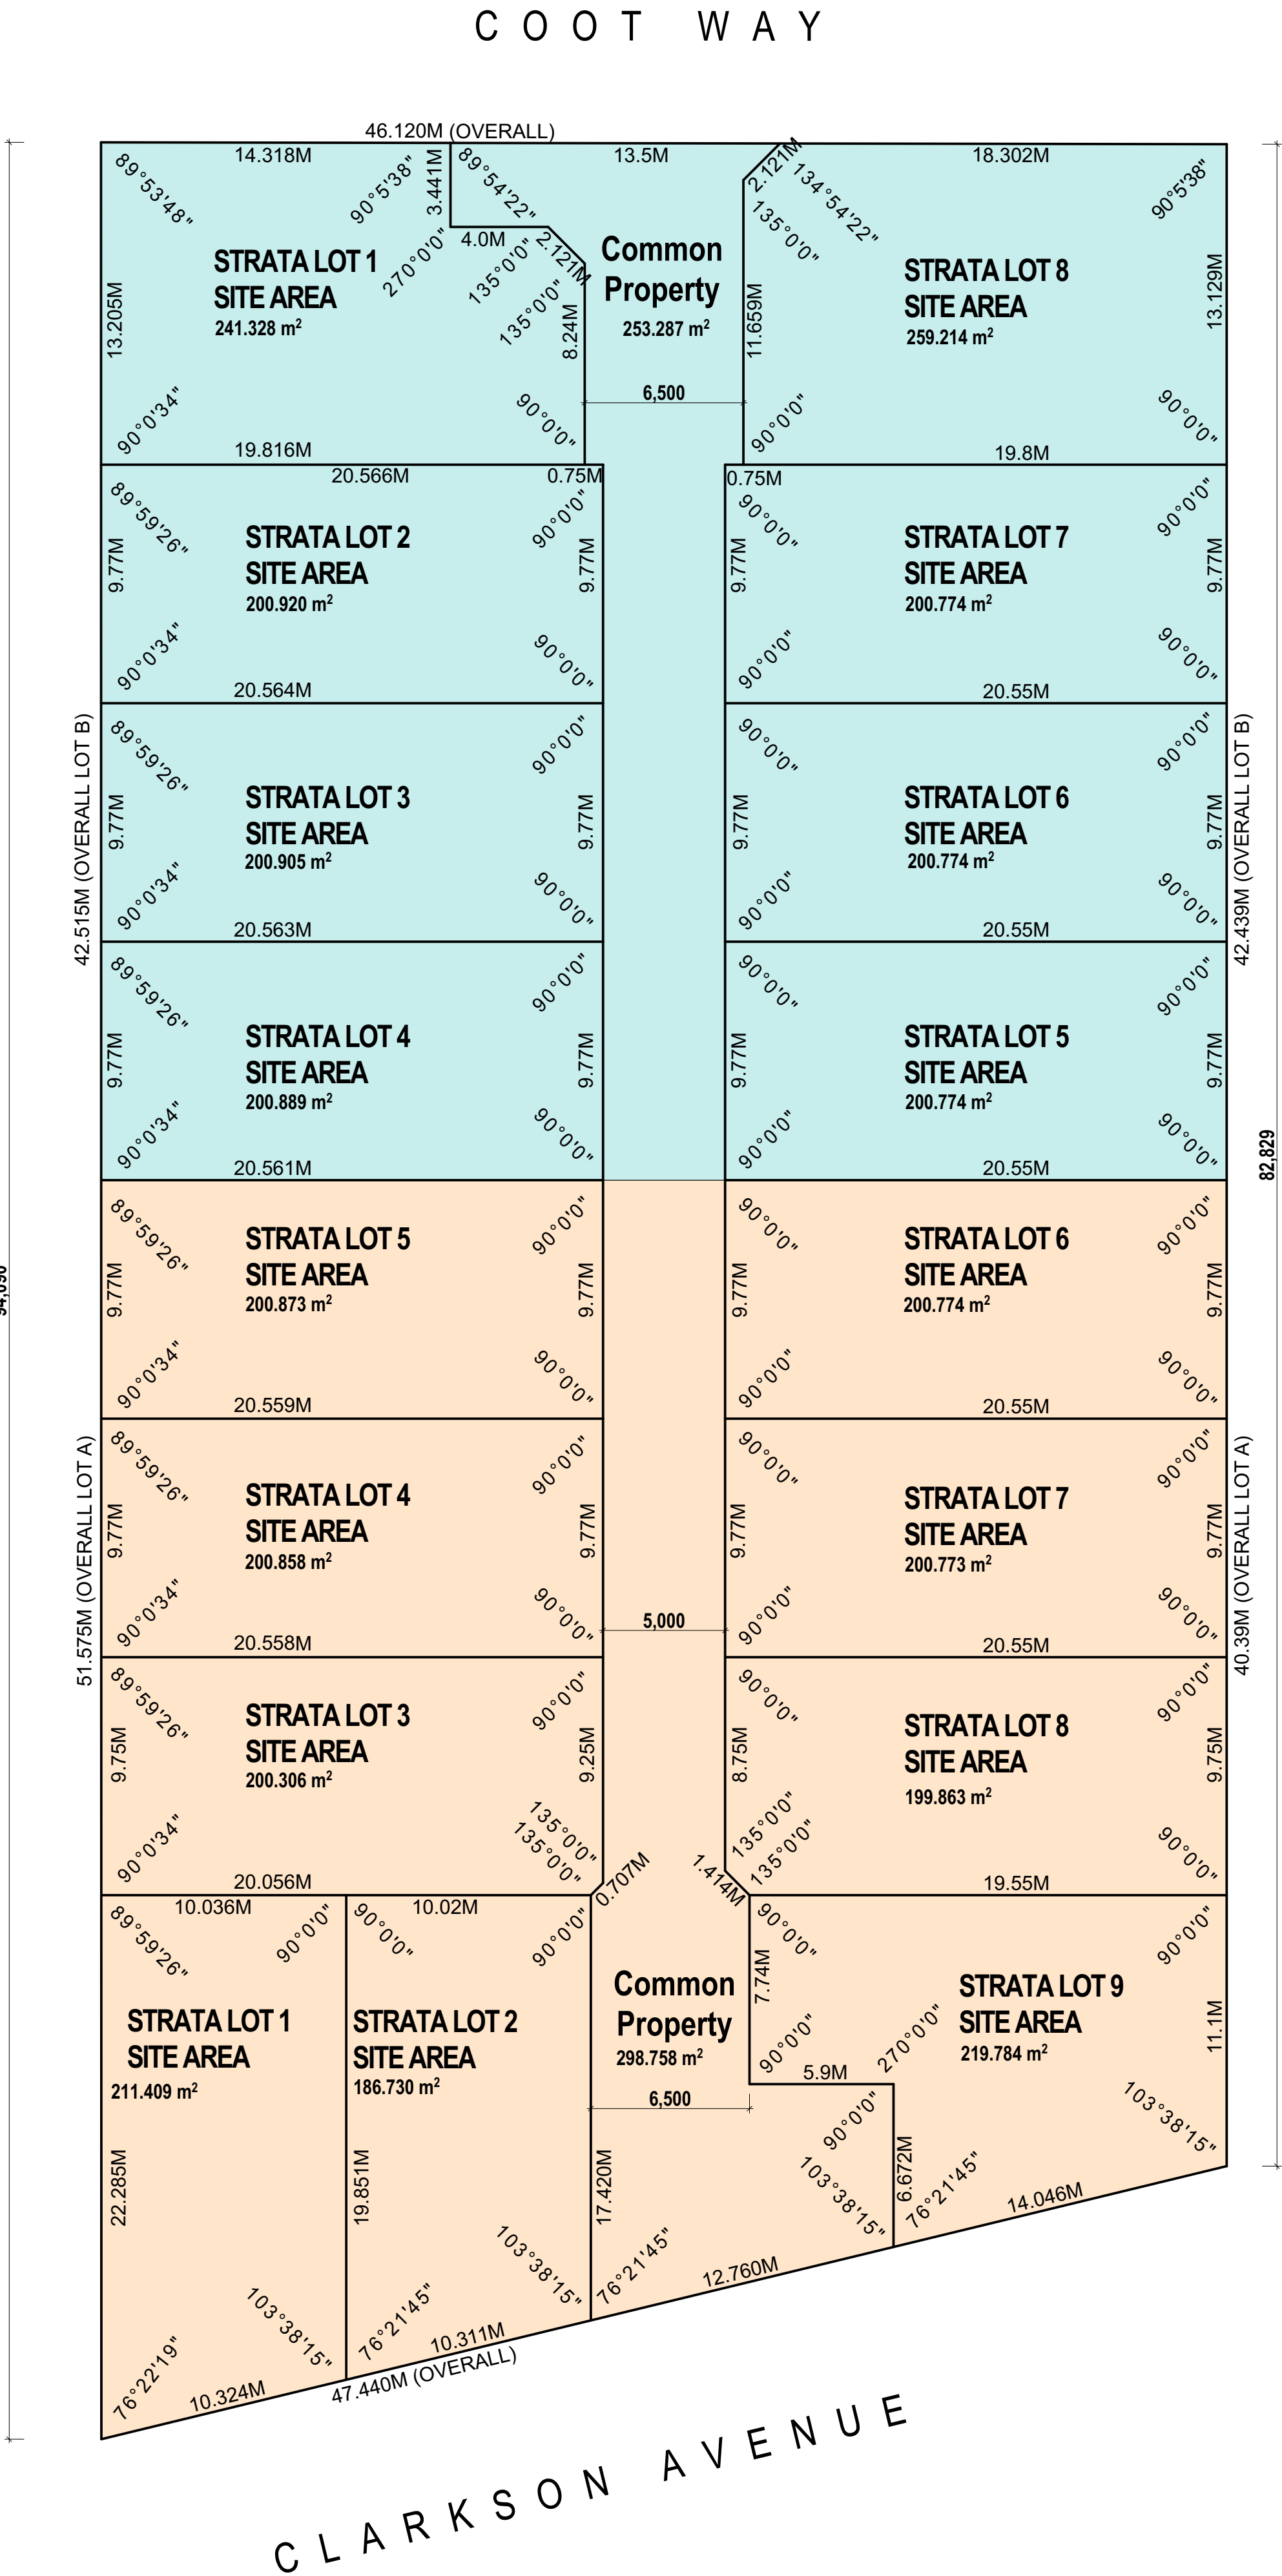 COOT WAY
46.120M (OVERALL)
14.318M
13.5M
18.302M
89°53'48"
90°5'38"
3.441M
89°54'22"
2.121M
134°54'22"
90°5'38"
4.0M
270°0'0"
135°0'0"
2.121M
135°0'0"
135°0'0"
STRATA LOT 1
SITE AREA
241.328 m²
Common
Property
253.287 m²
STRATA LOT 8
SITE AREA
259.214 m²
13.205M
8.24M
11.659M
13.129M
6,500
90°0'34"
90°0'0"
90°0'0"
90°0'0"
19.816M
19.8M
20.566M
0.75M
0.75M
89°59'26"
90°0'0"
90°0'0"
90°0'0"
STRATA LOT 2
SITE AREA
200.920 m²
STRATA LOT 7
SITE AREA
200.774 m²
9.77M
9.77M
9.77M
9.77M
90°0'34"
90°0'0"
90°0'0"
90°0'0"
20.564M
20.55M
42.515M (OVERALL LOT B)
42.439M (OVERALL LOT B)
89°59'26"
90°0'0"
90°0'0"
90°0'0"
STRATA LOT 3
SITE AREA
200.905 m²
STRATA LOT 6
SITE AREA
200.774 m²
9.77M
9.77M
9.77M
9.77M
90°0'34"
90°0'0"
90°0'0"
90°0'0"
20.563M
20.55M
89°59'26"
90°0'0"
90°0'0"
90°0'0"
STRATA LOT 4
SITE AREA
200.889 m²
STRATA LOT 5
SITE AREA
200.774 m²
9.77M
9.77M
9.77M
9.77M
90°0'34"
90°0'0"
90°0'0"
90°0'0"
20.561M
20.55M
82,829
89°59'26"
90°0'0"
90°0'0"
90°0'0"
STRATA LOT 5
SITE AREA
200.873 m²
STRATA LOT 6
SITE AREA
200.774 m²
9.77M
9.77M
9.77M
9.77M
90°0'34"
90°0'0"
90°0'0"
90°0'0"
20.559M
20.55M
51.575M (OVERALL LOT A)
40.39M (OVERALL LOT A)
89°59'26"
90°0'0"
90°0'0"
90°0'0"
STRATA LOT 4
SITE AREA
200.858 m²
STRATA LOT 7
SITE AREA
200.773 m²
9.77M
9.77M
9.77M
9.77M
90°0'34"
90°0'0"
5,000
90°0'0"
90°0'0"
20.558M
20.55M
89°59'26"
90°0'0"
90°0'0"
90°0'0"
STRATA LOT 3
SITE AREA
200.306 m²
STRATA LOT 8
SITE AREA
199.863 m²
9.75M
9.25M
8.75M
9.75M
90°0'34"
135°0'0"
135°0'0"
135°0'0"
135°0'0"
90°0'0"
20.056M
0.707M
1.414M
19.55M
10.036M
10.02M
89°59'26"
90°0'0"
90°0'0"
90°0'0"
90°0'0"
90°0'0"
7.74M
STRATA LOT 1
SITE AREA
211.409 m²
STRATA LOT 2
SITE AREA
186.730 m²
Common
Property
298.758 m²
STRATA LOT 9
SITE AREA
219.784 m²
11.1M
90°0'0"
270°0'0"
5.9M
6,500
90°0'0"
103°38'15"
22.285M
19.851M
17.420M
6.672M
103°38'15"
76°21'45"
14.046M
103°38'15"
76°21'45"
12.760M
103°38'15"
76°21'45"
10.311M
76°22'19"
10.324M
47.440M (OVERALL)
CLARKSON AVENUE